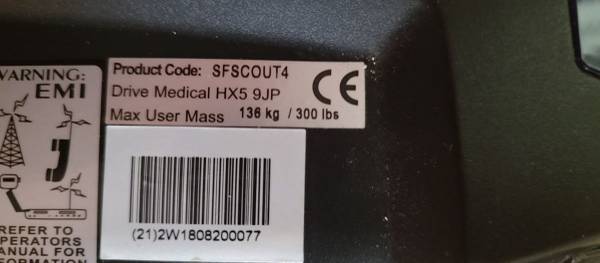 WARNING:
EMI
REFER TO
OPERATORS
MANUAL FOR
INFORMATION
Product Code: SFSCOUT4
CE
Drive Medical HX5 9JP
Max User Mass 136 kg / 300 lbs
(21)2W1808200077